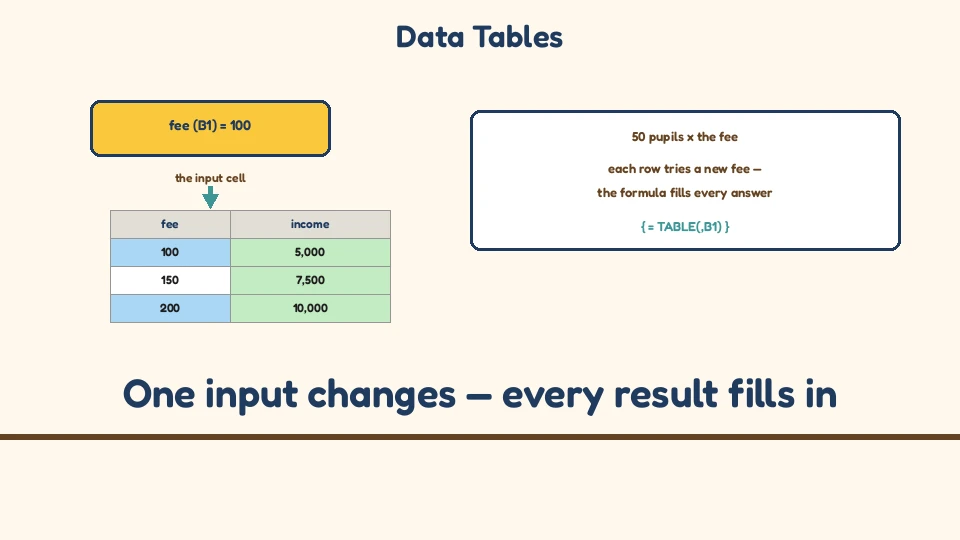 Data Tables
fee (B1) = 100
the input cell
fee income
100 5,000
150 7,500
200 10,000
50 pupils x the fee
each row tries a new fee —
the formula fills every answer
{ = TABLE(,B1) }
One input changes — every result fills in